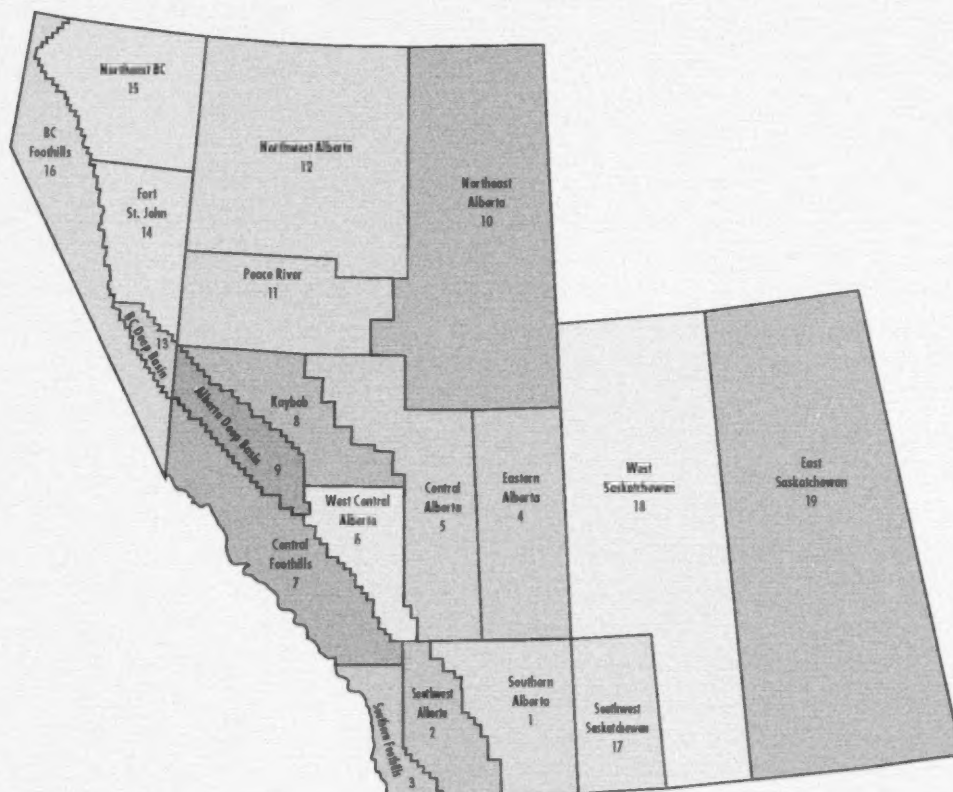 Northeast BC
15
BC
Foothills
16
Northwest Alberta
12
Northeast
Alberta
10
Fort
St. John
14
Peace River
11
BC Deep Basin
13
Kaybob
8
Alberta Deep Basin
9
West Central
Alberta
6
Central
Alberta
5
Eastern
Alberta
4
West
Saskatchewan
18
East
Saskatchewan
19
Central
Foothills
7
Southwest
Alberta
2
Southern
Alberta
1
Southwest
Saskatchewan
17
Southern Foothills
3